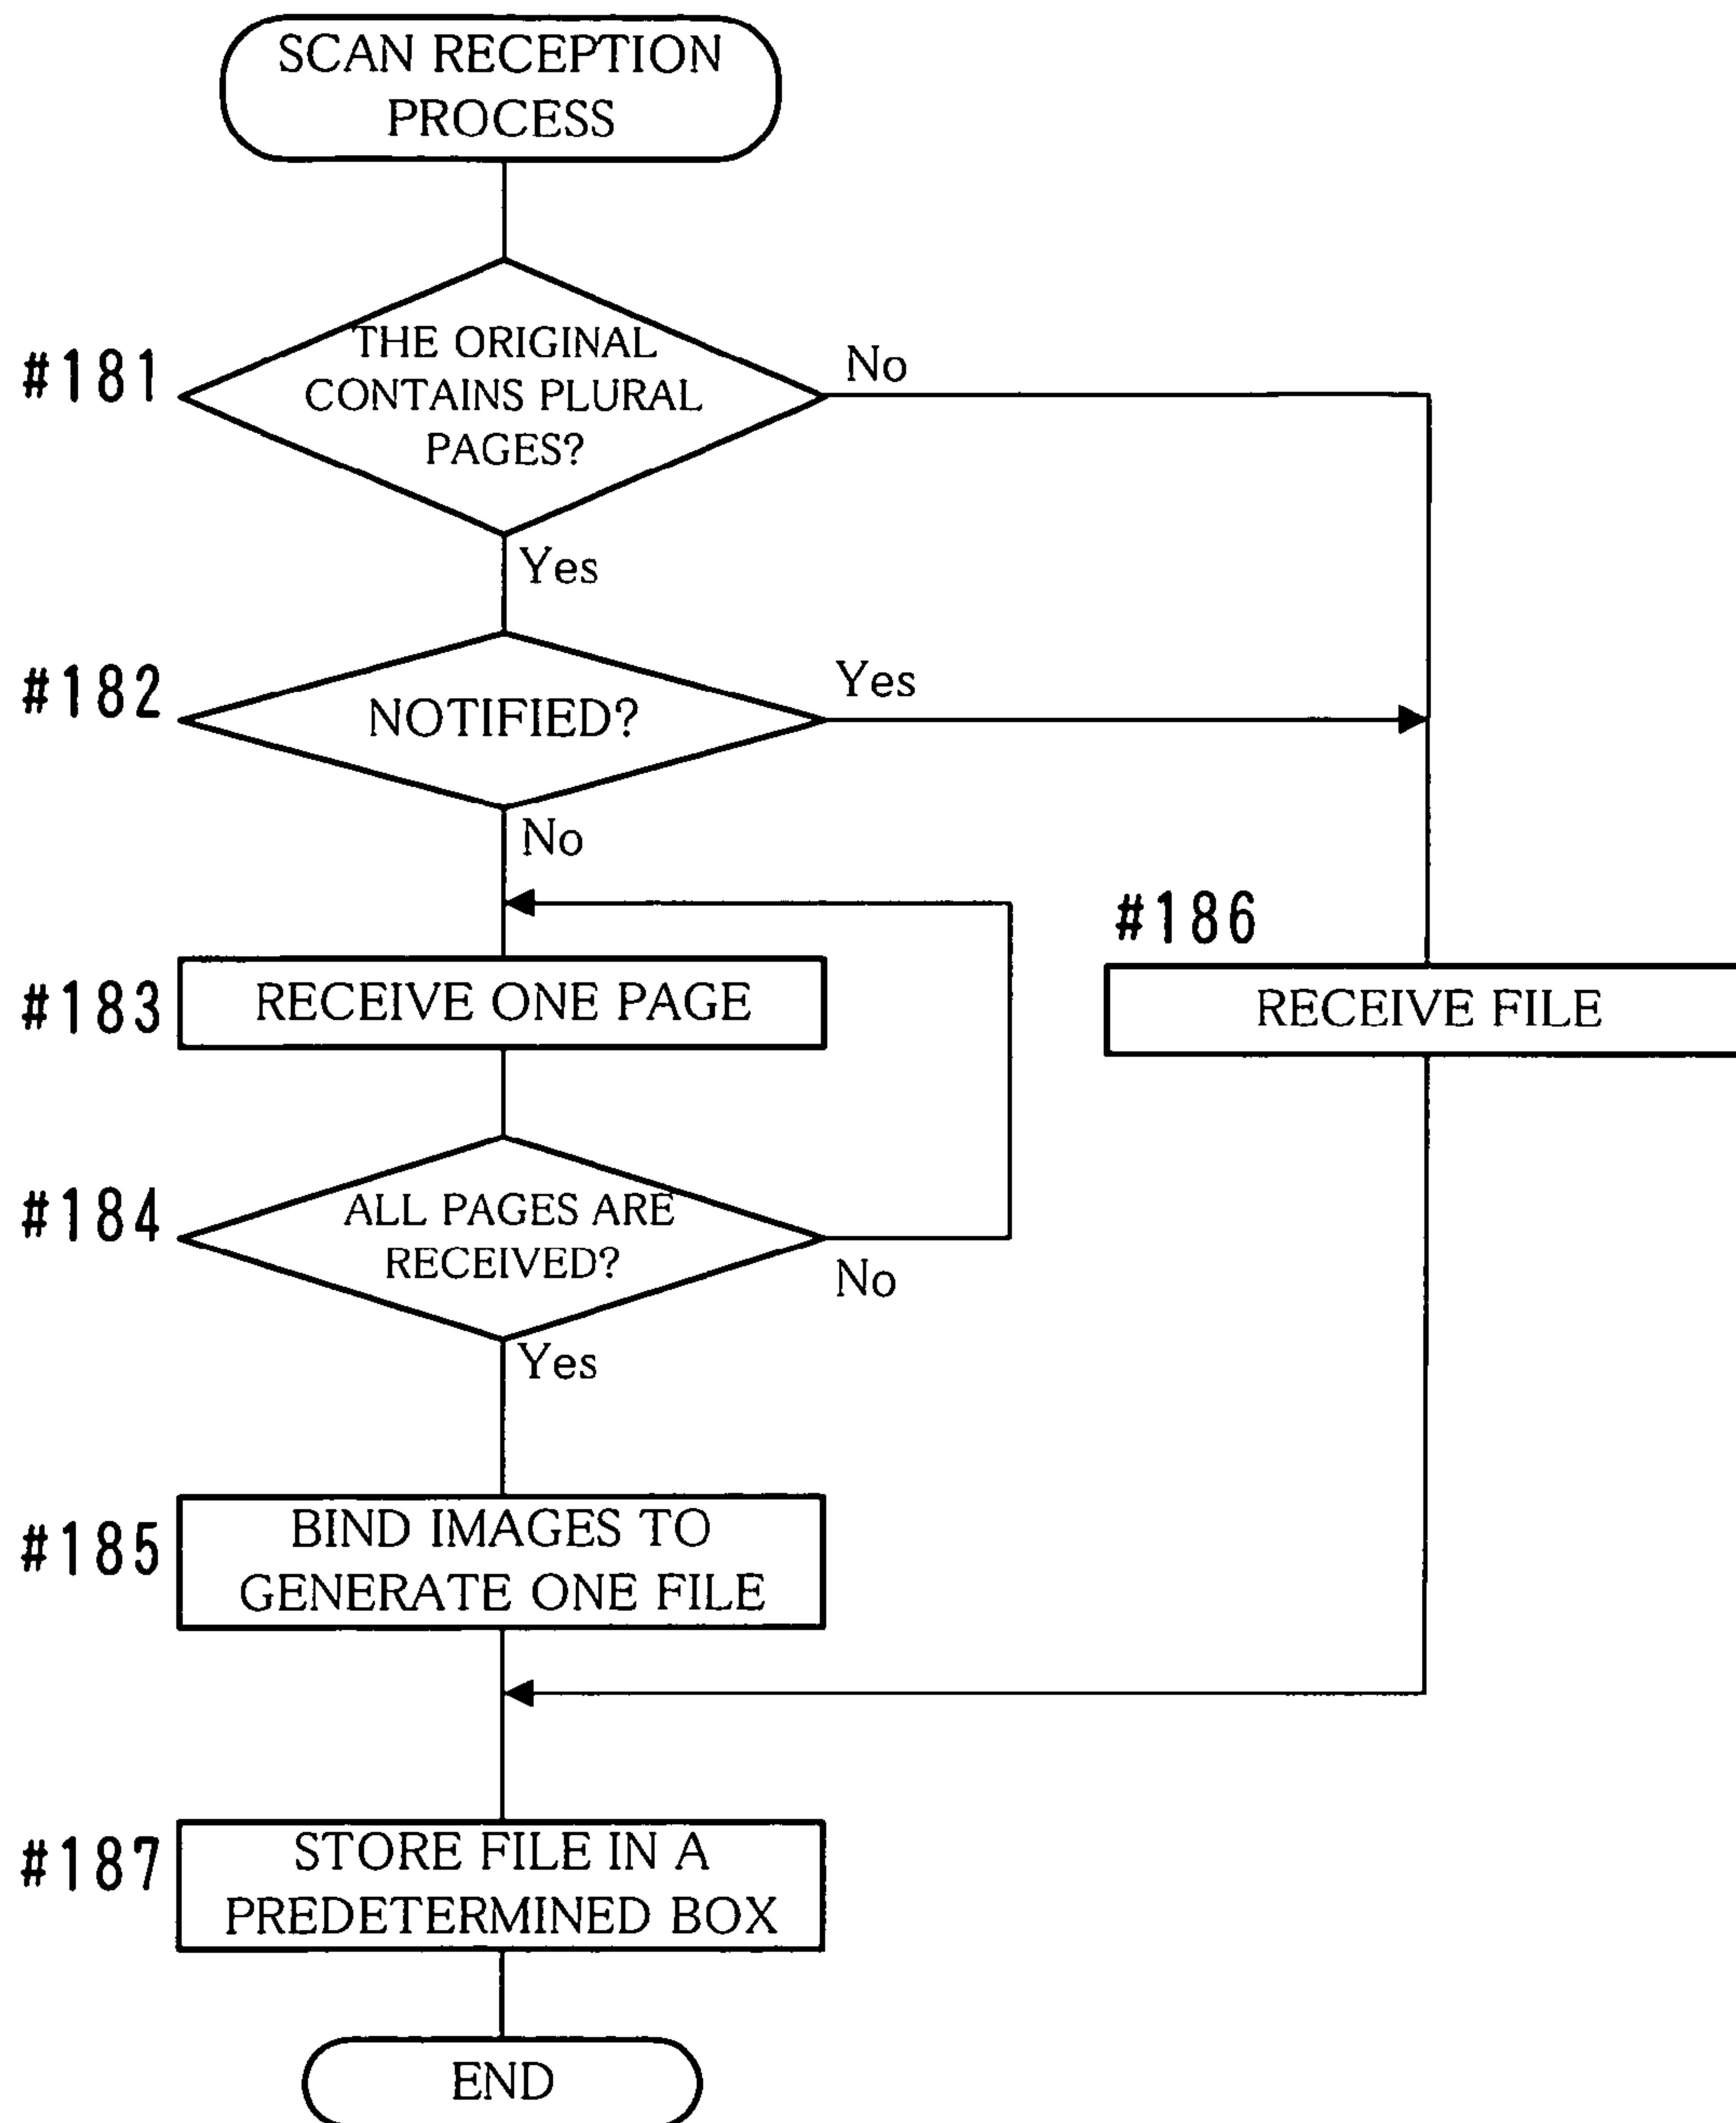 SCAN RECEPTION
PROCESS
#181
THE ORIGINAL
CONTAINS PLURAL
PAGES?
No
Yes
#182
NOTIFIED?
Yes
No
#183
RECEIVE ONE PAGE
#186
RECEIVE FILE
#184
ALL PAGES ARE
RECEIVED?
No
Yes
#185
BIND IMAGES TO
GENERATE ONE FILE
#187
STORE FILE IN A
PREDETERMINED BOX
END